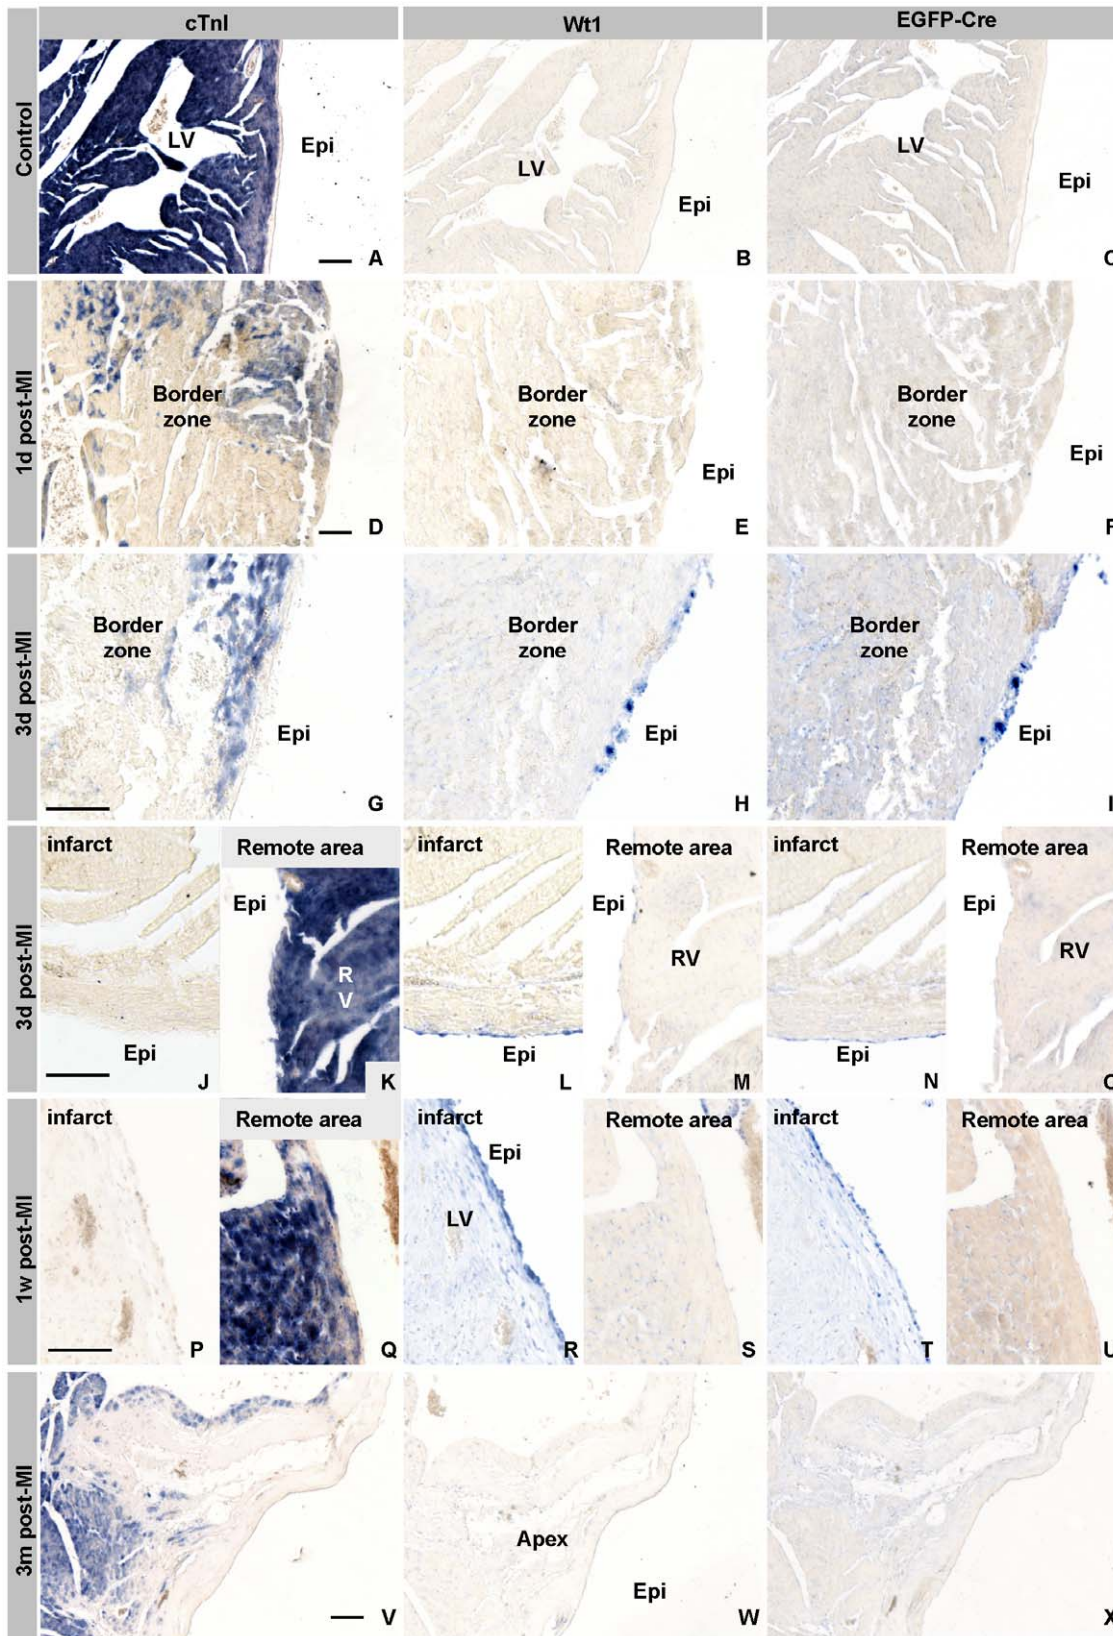 cTnI
Wt1
EGFP-Cre
Control
LV
Epi
A
LV
Epi
B
LV
Epi
C
1d post-MI
Border
zone
D
Border
zone
Epi
E
Border
zone
Epi
F
3d post-MI
Border
zone
Epi
G
Border
zone
Epi
H
Border
zone
Epi
I
3d post-MI
infarct
Epi
J
Remote area
Epi
R
V
K
infarct
Epi
L
Remote area
Epi
RV
M
infarct
Epi
N
Remote area
Epi
RV
O
1w post-MI
infarct
P
Remote area
Q
infarct
Epi
LV
R
Remote area
S
infarct
T
Remote area
U
3m post-MI
V
Apex
Epi
W
X